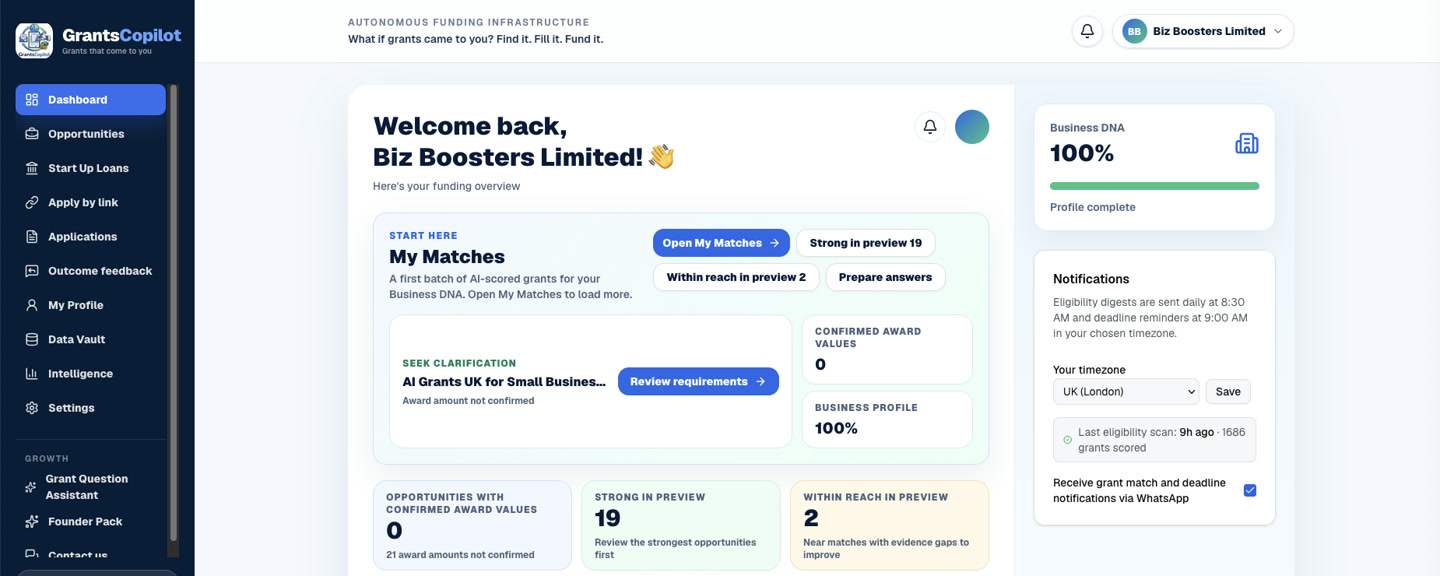 GrantsCopilot
Grants that come to you
Dashboard
Opportunities
Start Up Loans
Apply by link
Applications
Outcome feedback
My Profile
Data Vault
Intelligence
Settings
GROWTH
Grant Question
Assistant
Founder Pack
Contact us
AUTONOMOUS FUNDING INFRASTRUCTURE
What if grants came to you? Find it. Fill it. Fund it.
BB
Biz Boosters Limited
Welcome back,
Biz Boosters Limited! 👋
Here's your funding overview
START HERE
My Matches
A first batch of AI-scored grants for your
Business DNA. Open My Matches to load more.
Open My Matches →
Strong in preview 19
Within reach in preview 2
Prepare answers
SEEK CLARIFICATION
AI Grants UK for Small Busines...
Award amount not confirmed
Review requirements →
CONFIRMED AWARD
VALUES
0
BUSINESS PROFILE
100%
OPPORTUNITIES WITH
CONFIRMED AWARD VALUES
0
21 award amounts not confirmed
STRONG IN PREVIEW
19
Review the strongest opportunities
first
WITHIN REACH IN PREVIEW
2
Near matches with evidence gaps to
improve
Business DNA
100%
Profile complete
Notifications
Eligibility digests are sent daily at 8:30
AM and deadline reminders at 9:00 AM
in your chosen timezone.
Your timezone
UK (London)
Save
Last eligibility scan: 9h ago · 1686
grants scored
Receive grant match and deadline
notifications via WhatsApp